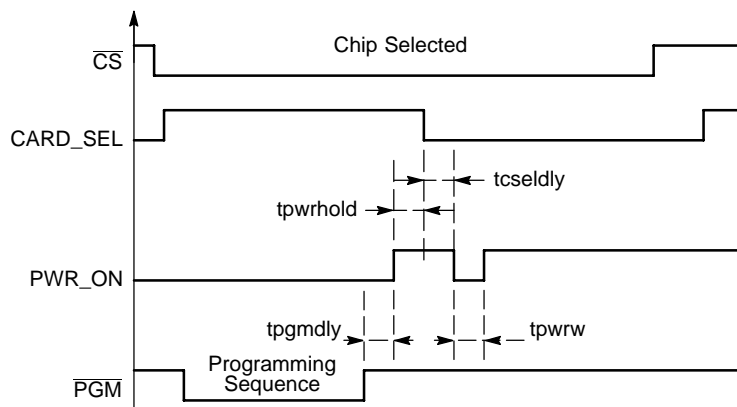 Chip Selected
CS
CARD_SEL
tcseldly
tpwrhold
PWR_ON
tpgmdly
tpwrw
Programming
Sequence
PGM